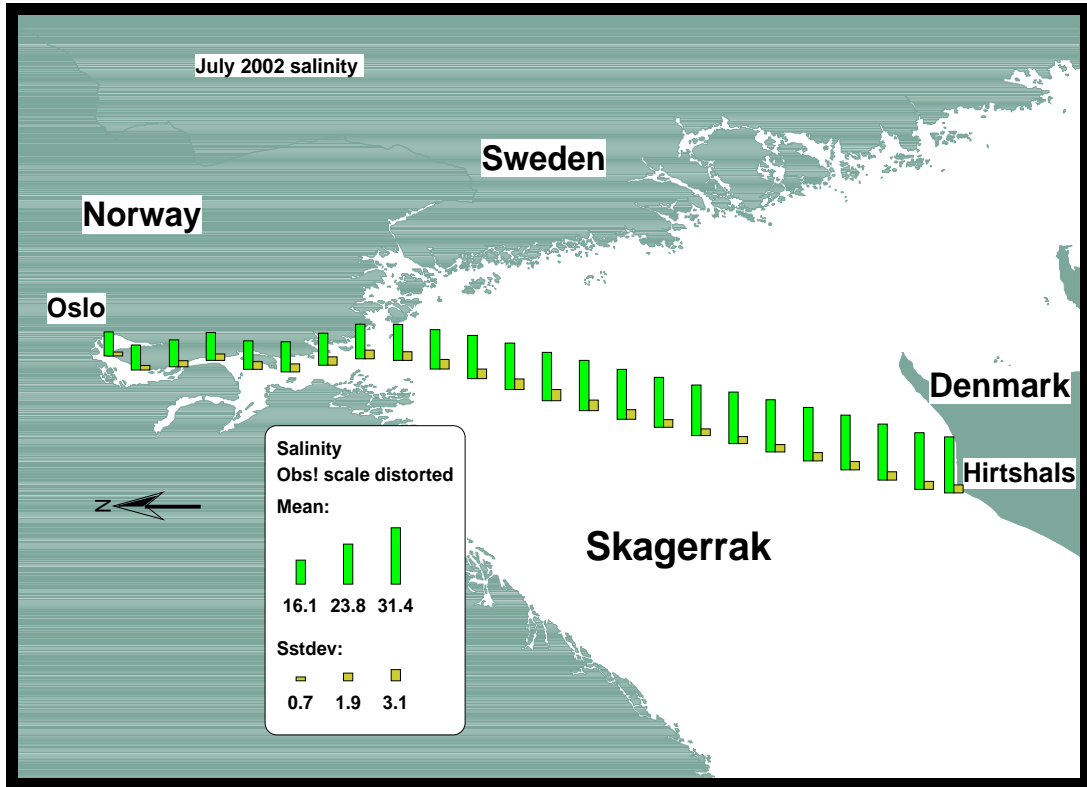 July 2002 salinity
Sweden
Norway
Oslo
Denmark
Hirtshals
Skagerrak
N
Salinity
Obs! scale distorted
Mean:
16.1 23.8 31.4
Sstdev:
0.7 1.9 3.1